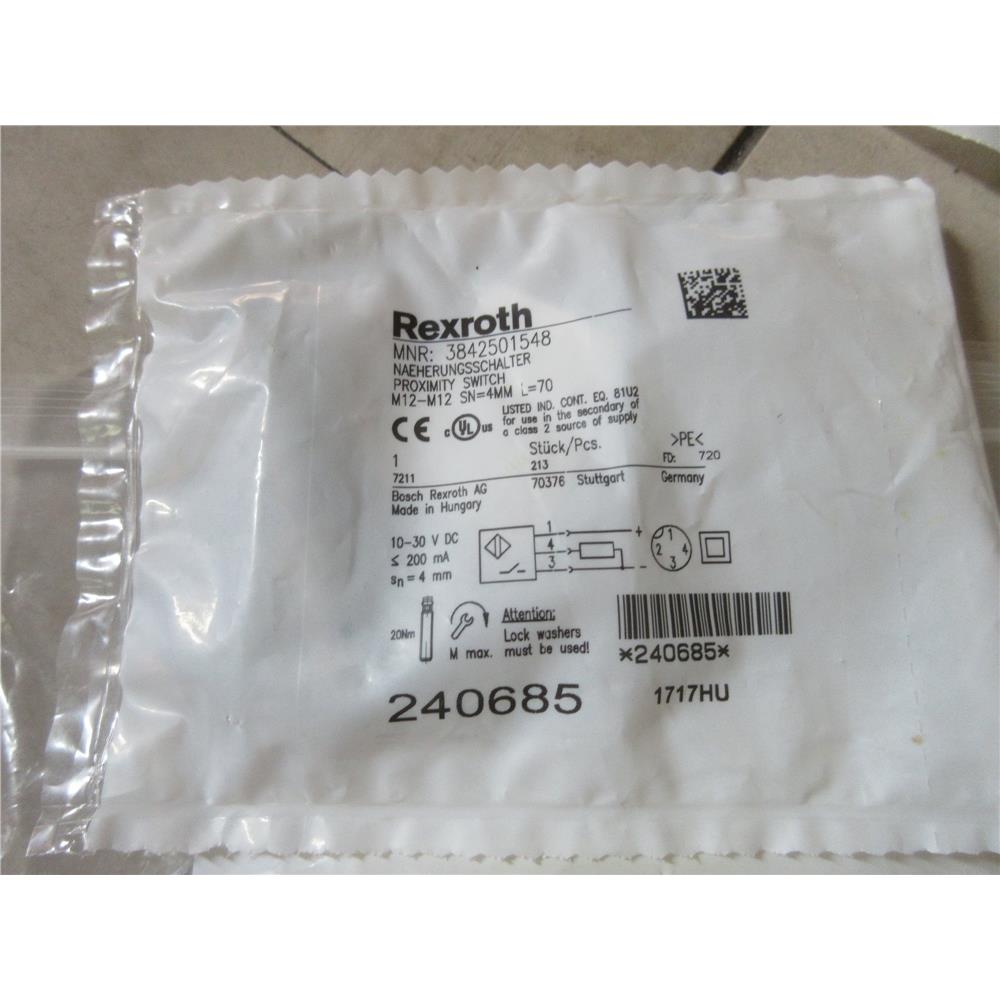 Rexroth
MNR: 3842501548
NAEHERUNGSSCHALTER
PROXIMITY SWITCH
M12-M12 SN=4MM L=70
CE c UL us LISTED IND. CONT. EQ. 81U2
for use in the secondary of
a class 2 source of supply
1 Stück/Pcs. >PE<
7211 213 FD: 720
Bosch Rexroth AG 70376 Stuttgart Germany
Made in Hungary
10-30 V DC
≤ 200 mA
sn = 4 mm
1 +
4
3 -
1
2 4
3
20Nm
M max.
Attention:
Lock washers
must be used!
*240685*
240685
1717HU